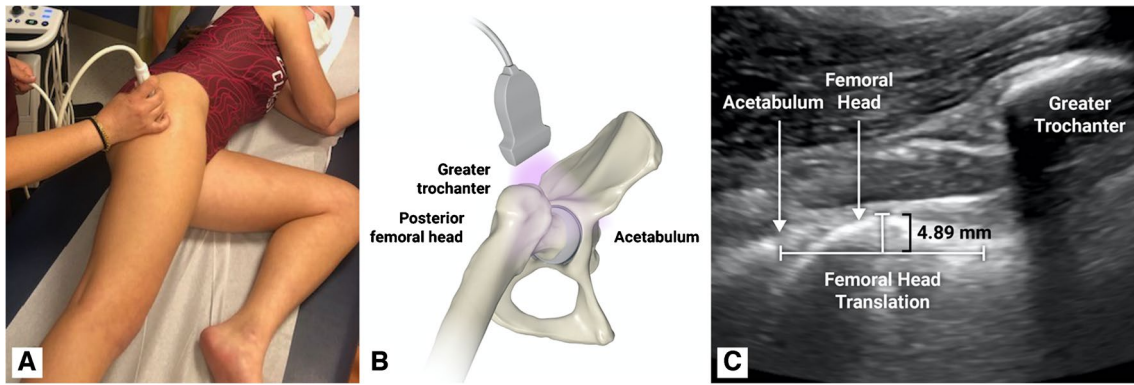 A
Greater
trochanter
Posterior
femoral head
Acetabulum
B
Acetabulum
Femoral
Head
Greater
Trochanter
4.89 mm
Femoral Head
Translation
C